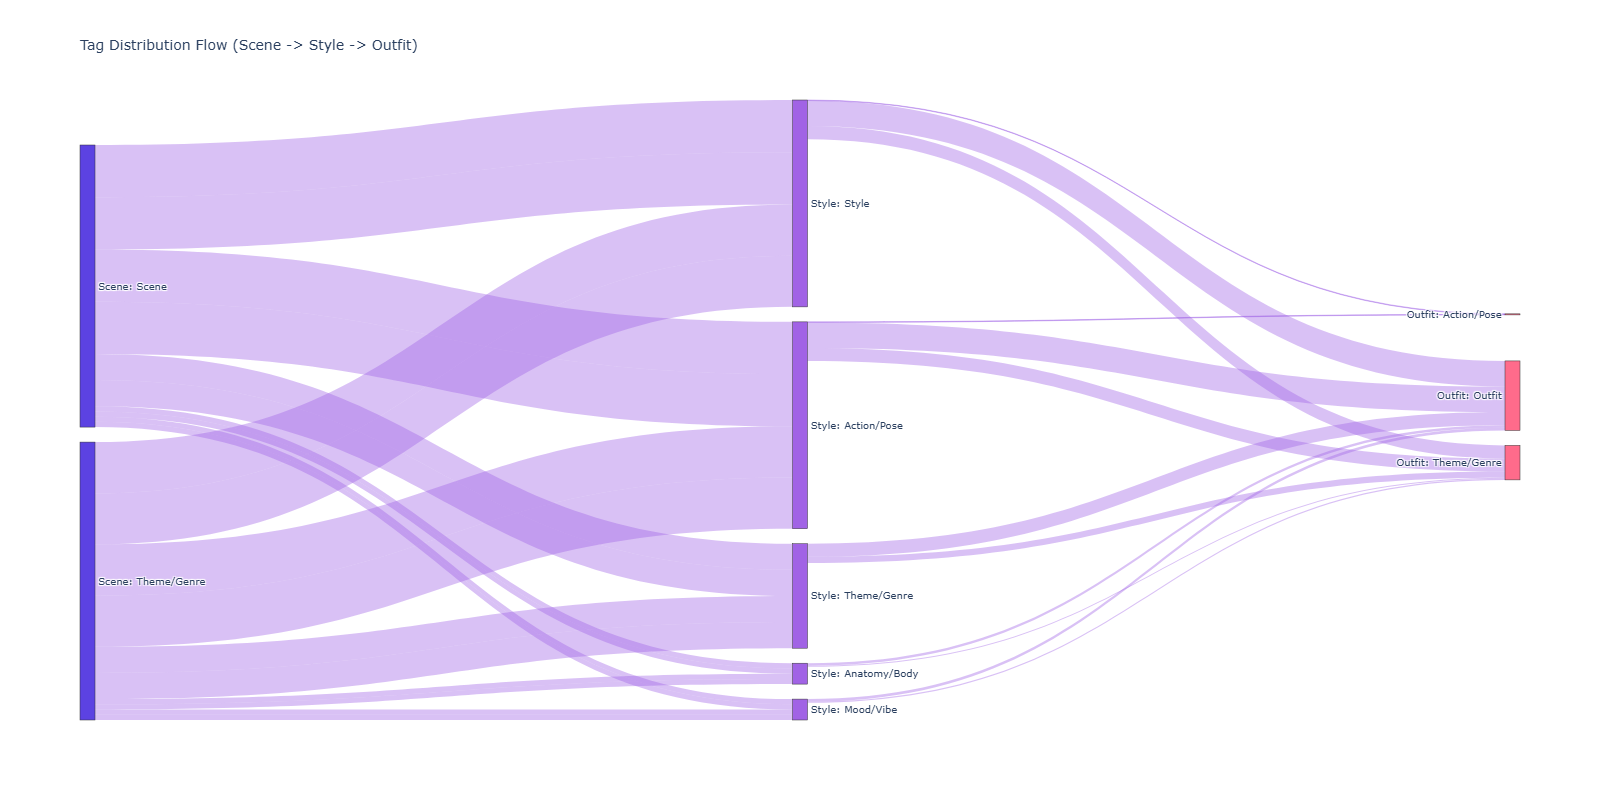 Tag Distribution Flow (Scene -> Style -> Outfit)
Scene: Scene
Scene: Theme/Genre
Style: Style
Style: Action/Pose
Style: Theme/Genre
Style: Anatomy/Body
Style: Mood/Vibe
Outfit: Action/Pose
Outfit: Outfit
Outfit: Theme/Genre